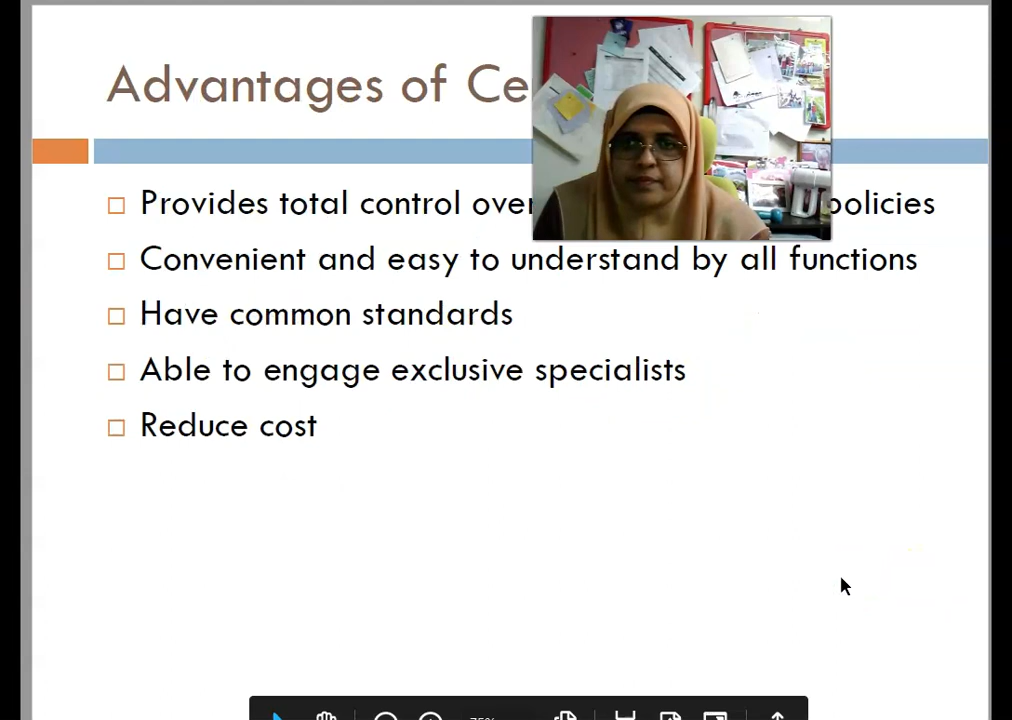 Advantages of Ce
Provides total control over policies
Convenient and easy to understand by all functions
Have common standards
Able to engage exclusive specialists
Reduce cost
75%